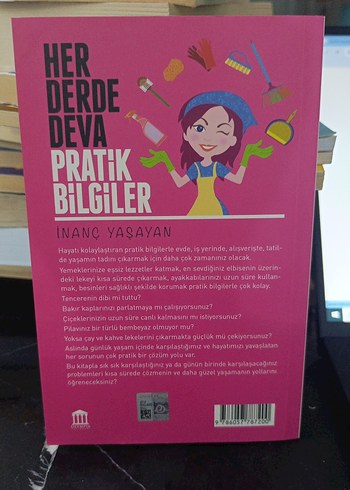 HER
DERDE
DEVA
PRATİK
BİLGİLER
İNANÇ YAŞAYAN
Hayatı kolaylaştıran pratik bilgilerle evde, iş yerinde, alışverişte, tatil-
de yaşamın tadını çıkarmak için daha çok zamanınız olacak.
Yemeklerinize eşsiz lezzetler katmak, en sevdiğiniz elbisenin üzerin-
deki lekeyi kısa sürede çıkarmak, ayakkabılarınızı uzun süre kullan-
mak, besinleri sağlıklı şekilde korumak pratik bilgilerle çok kolay.
Tencerenin dibi mi tuttu?
Bakır kaplarınızı parlatmaya mı çalışıyorsunuz?
Çiçeklerinizin uzun süre canlı kalmasını mı istiyorsunuz?
Pilavınız bir türlü bembeyaz olmuyor mu?
Yoksa çay ve kahve lekelerini çıkarmakta güçlük mü çekiyorsunuz?
Aslında günlük yaşam içinde karşılaştığımız ve hayatımızı yavaşlatan
her sorunun çok pratik bir çözüm yolu var.
Bu kitapla sık sık karşılaştığınız ya da günün birinde karşılaşacağınız
problemleri kısa sürede çözmenin ve daha güzel yaşamanın yollarını
öğreneceksiniz?
9 786057 787200